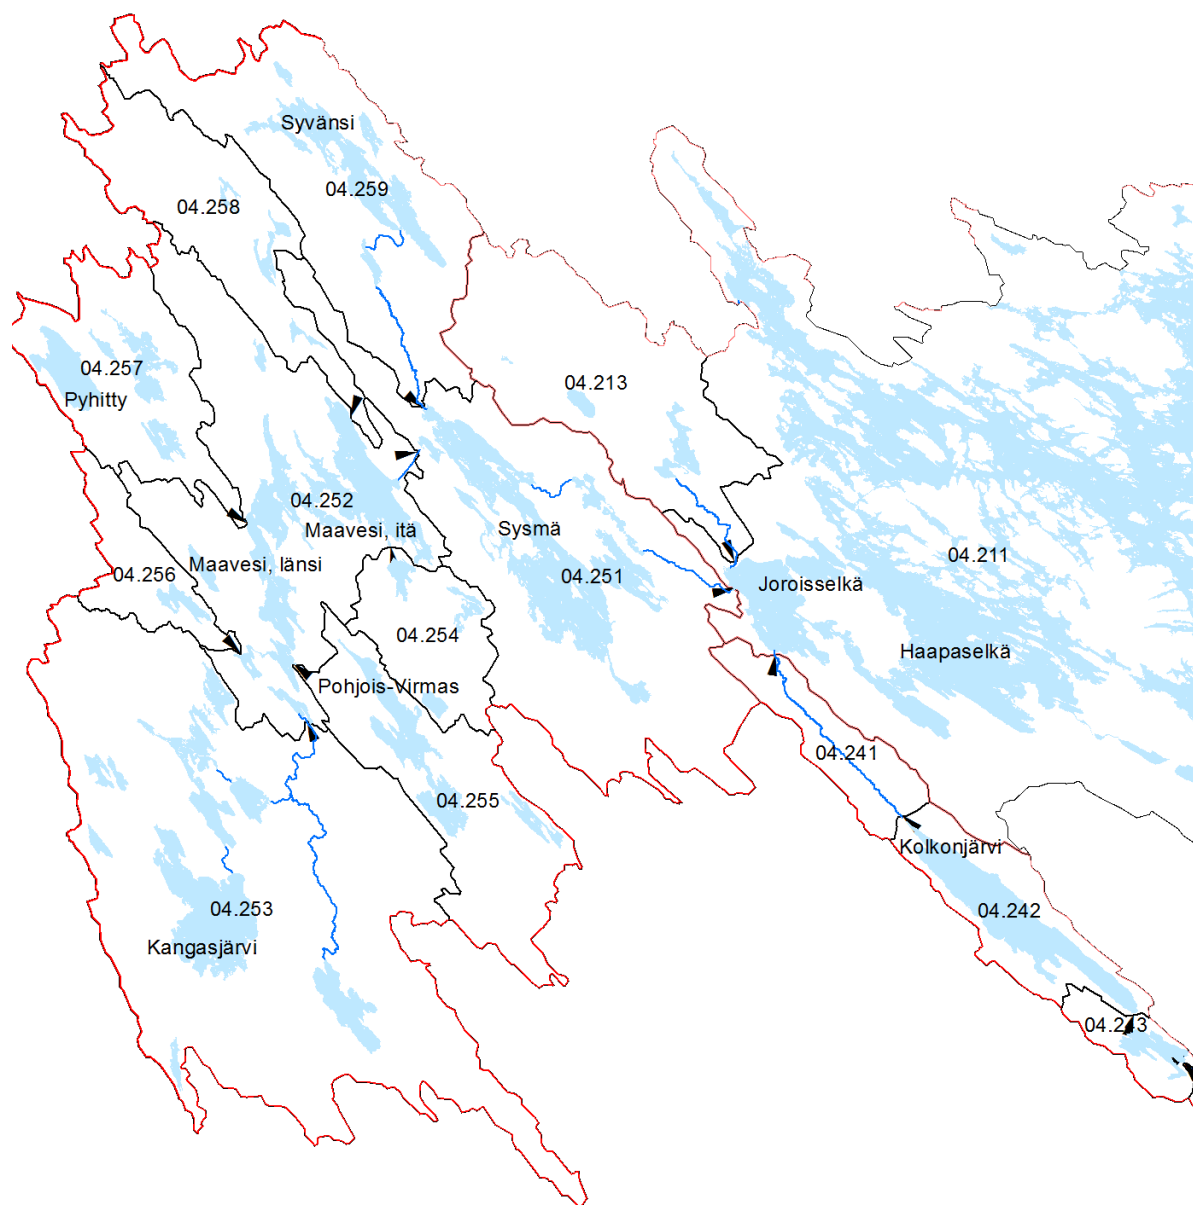 Syvänsi
04.259
04.258
04.257
Pyhitty
04.213
04.252
Maavesi, itä
Sysmä
04.211
Maavesi, länsi
04.256
04.251
Joroisselkä
04.254
Haapaselkä
Pohjois-Virmas
04.241
04.255
Kolkonjärvi
04.253
04.242
Kangasjärvi
04.243